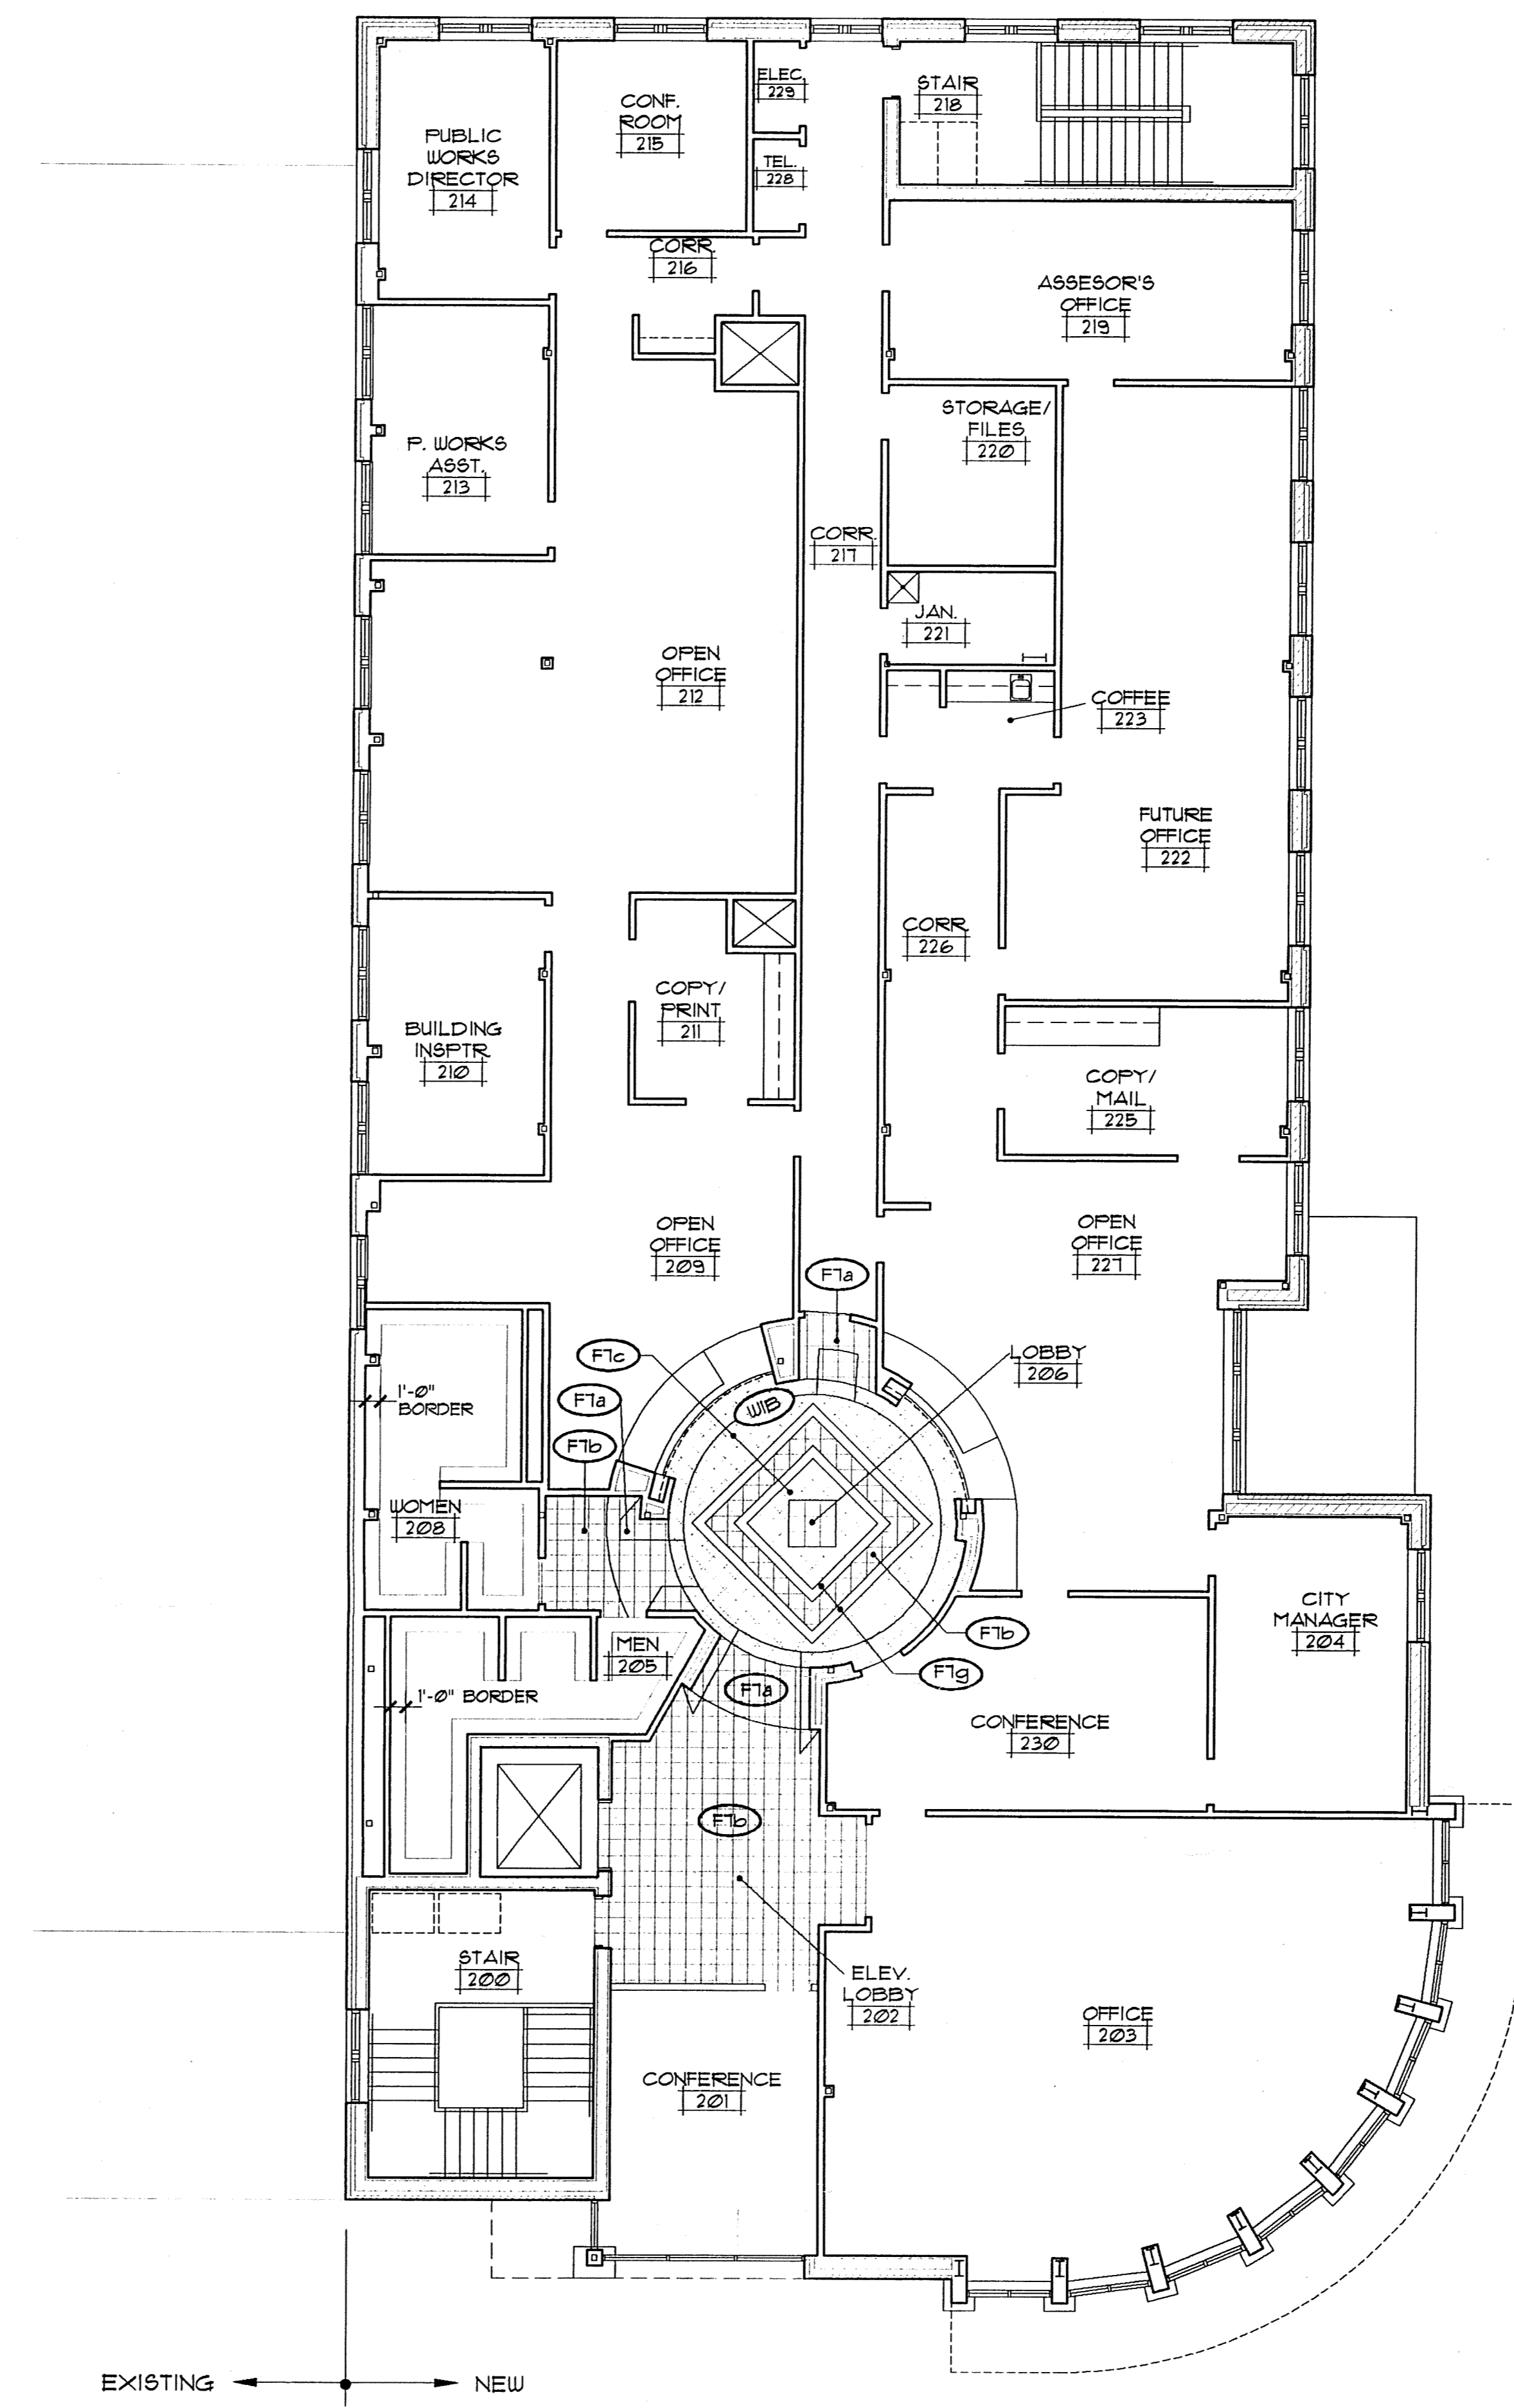 ELEC.
229
STAIR
218
CONF.
ROOM
215
PUBLIC
WORKS
DIRECTOR
214
TEL.
228
CORR.
216
ASSESOR'S
OFFICE
219
STORAGE/
FILES
220
P. WORKS
ASST.
213
CORR.
217
JAN.
221
OPEN
OFFICE
212
COFFEE
223
FUTURE
OFFICE
222
CORR.
226
COPY/
PRINT
211
BUILDING
INSPTR
210
COPY/
MAIL
225
OPEN
OFFICE
209
OPEN
OFFICE
227
F7a
F7c
LOBBY
206
1'-0"
BORDER
F7a
W1B
F7b
WOMEN
208
CITY
MANAGER
204
F7b
MEN
205
F7g
F7a
1'-0" BORDER
CONFERENCE
230
F7b
STAIR
200
ELEV.
LOBBY
202
OFFICE
203
CONFERENCE
201
EXISTING
NEW